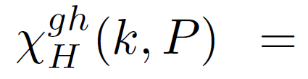 χ_H^{gh}(k, P) =